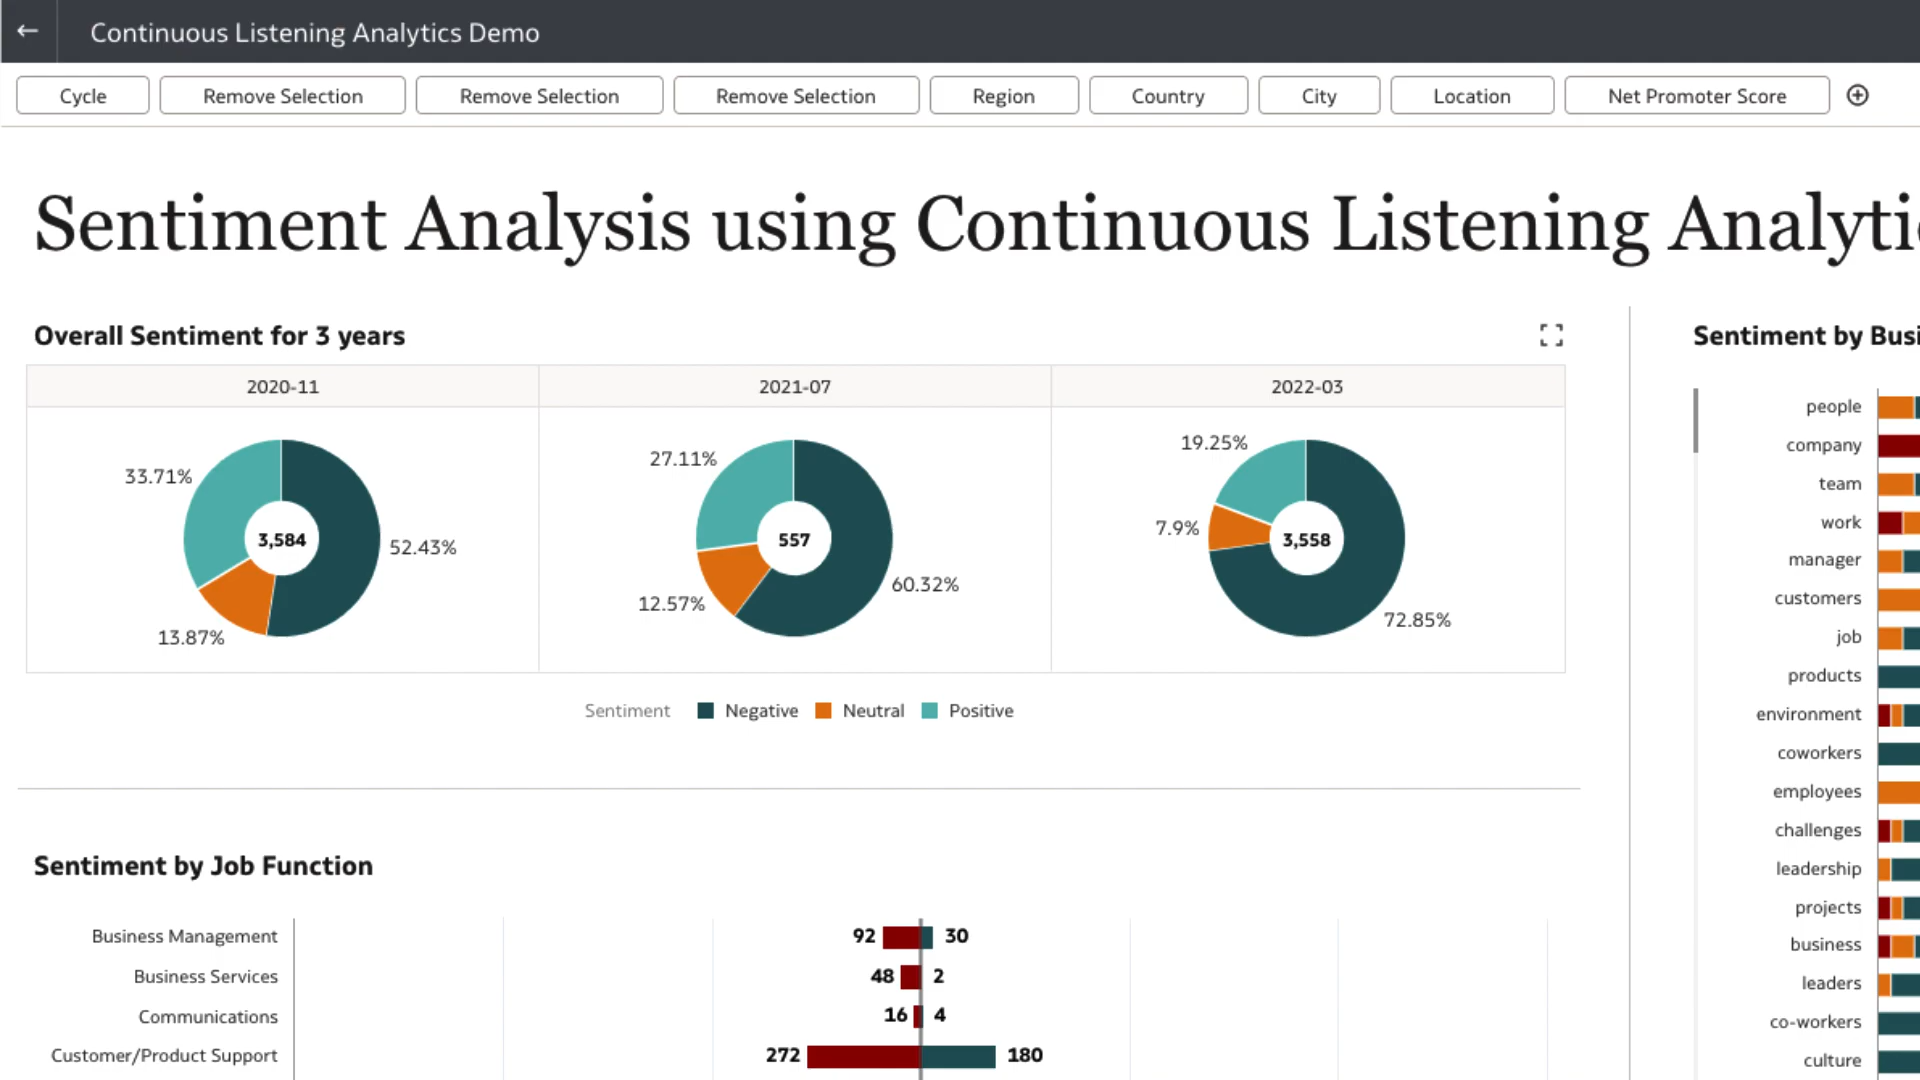 Continuous Listening Analytics Demo
Cycle
Remove Selection
Remove Selection
Remove Selection
Region
Country
City
Location
Net Promoter Score
Sentiment Analysis using Continuous Listening
Overall Sentiment for 3 years
2020-11
2021-07
2022-03
33.71%
3,584
52.43%
13.87%
27.11%
557
60.32%
12.57%
19.25%
7.9%
3,558
72.85%
Sentiment
Negative
Neutral
Positive
Sentiment by Job Function
Business Management
92
30
Business Services
48
2
Communications
16
4
Customer/Product Support
272
180
Sentiment by
people
company
team
work
manager
customers
job
products
environment
coworkers
employees
challenges
leadership
projects
business
leaders
co-workers
culture